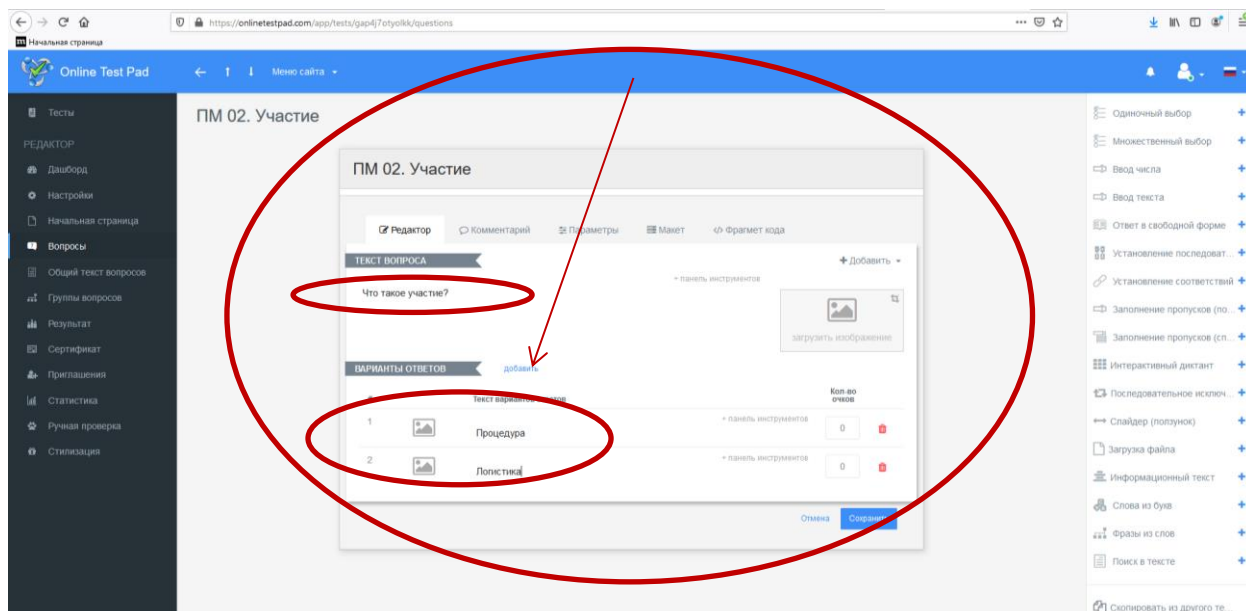 https://onlinetestpad.com/app/tests/gap4j7otyolkk/questions
Начальная страница
Online Test Pad
Меню сайта
Тесты
РЕДАКТОР
Дашборд
Настройки
Начальная страница
Вопросы
Общий текст вопросов
Группы вопросов
Результат
Сертификат
Приглашения
Статистика
Ручная проверка
Стилизация
ПМ 02. Участие
ПМ 02. Участие
Редактор Комментарий Параметры Макет </> Фрагмет кода
ТЕКСТ ВОПРОСА
+ Добавить
+ панель инструментов
Что такое участие?
загрузить изображение
ВАРИАНТЫ ОТВЕТОВ
добавить
Текст вариантов ответов
Кол-во
очков
1 Процедура + панель инструментов 0
2 Логистика + панель инструментов 0
Отмена Сохранить
Одиночный выбор +
Множественный выбор +
Ввод числа +
Ввод текста +
Ответ в свободной форме +
Установление последоват... +
Установление соответствий +
Заполнение пропусков (по... +
Заполнение пропусков (сп... +
Интерактивный диктант +
Последовательное исключ... +
Слайдер (ползунок) +
Загрузка файла +
Информационный текст +
Слова из букв +
Фразы из слов +
Поиск в тексте +
Скопировать из другого те...